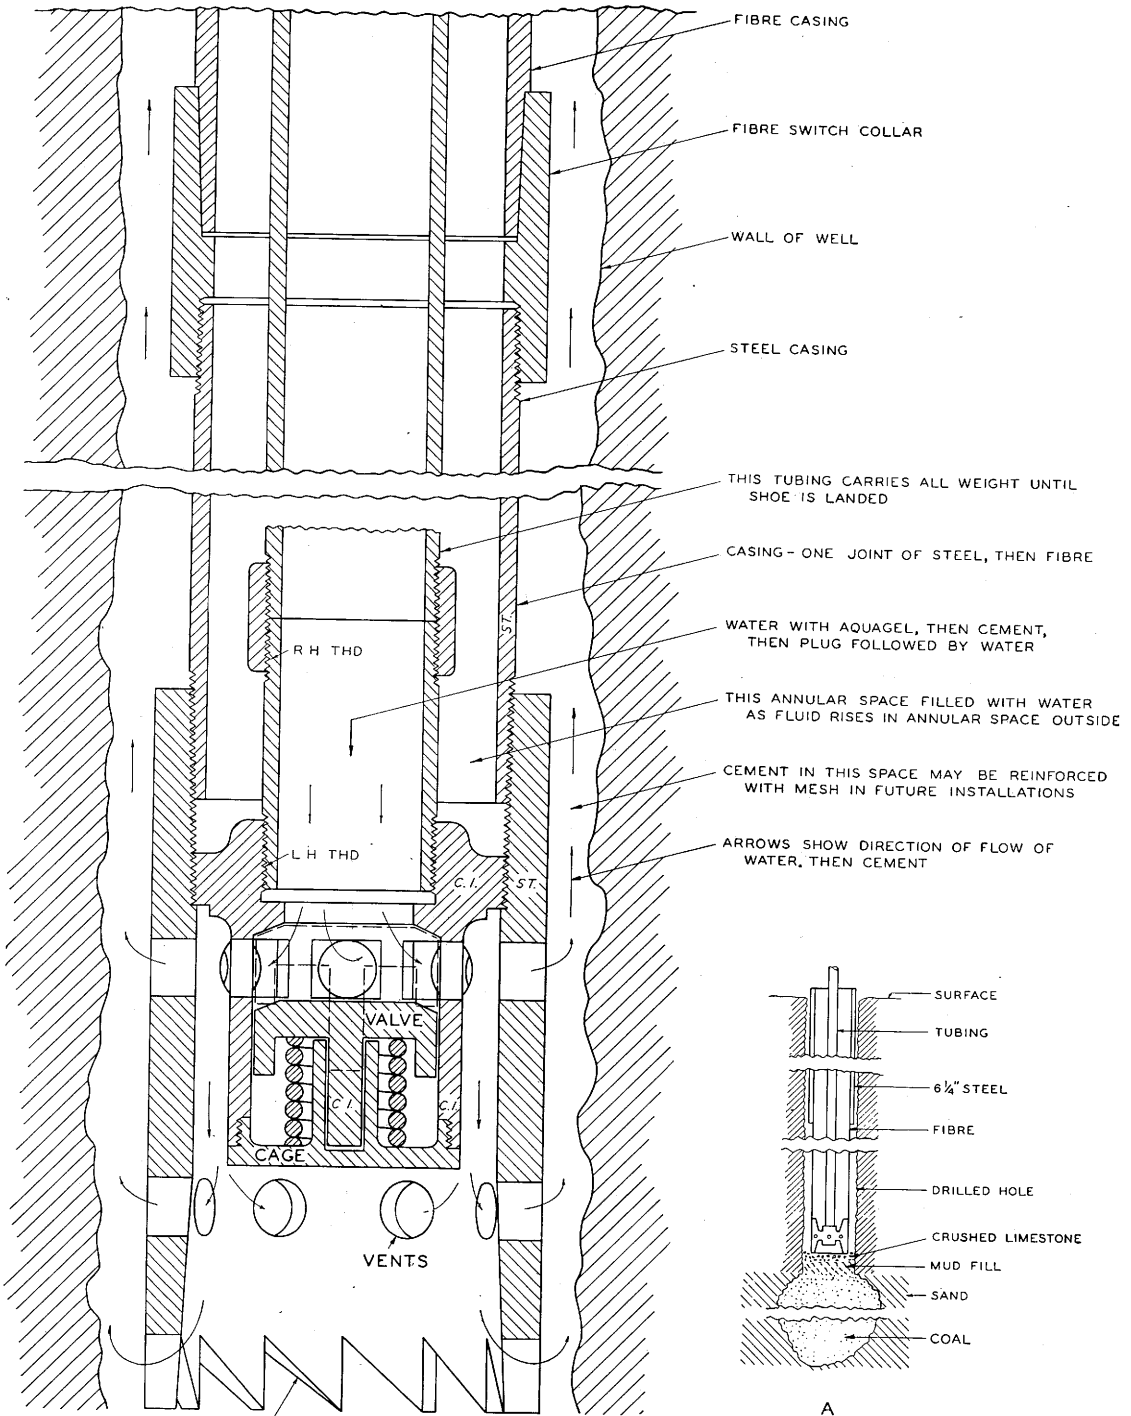 FIBRE CASING
FIBRE SWITCH COLLAR
WALL OF WELL
STEEL CASING
THIS TUBING CARRIES ALL WEIGHT UNTIL
SHOE IS LANDED
CASING - ONE JOINT OF STEEL, THEN FIBRE
ST.
WATER WITH AQUAGEL, THEN CEMENT,
THEN PLUG FOLLOWED BY WATER
R H THD
THIS ANNULAR SPACE FILLED WITH WATER
AS FLUID RISES IN ANNULAR SPACE OUTSIDE
CEMENT IN THIS SPACE MAY BE REINFORCED
WITH MESH IN FUTURE INSTALLATIONS
ARROWS SHOW DIRECTION OF FLOW OF
WATER, THEN CEMENT
L H THD
C.I.
ST.
VALVE
C.I.
C.I.
CAGE
VENTS
SURFACE
TUBING
6¼" STEEL
FIBRE
DRILLED HOLE
CRUSHED LIMESTONE
MUD FILL
SAND
COAL
A